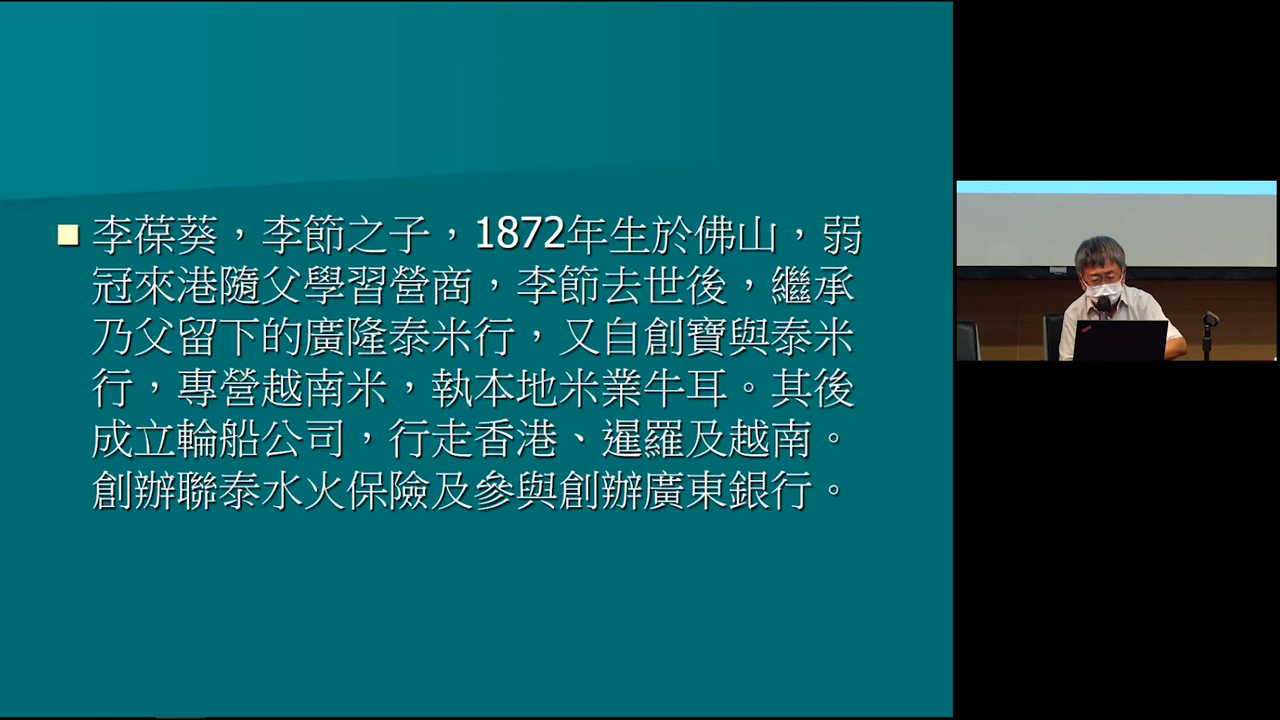 李葆葵，李節之子，1872年生於佛山，弱
冠來港隨父學習營商，李節去世後，繼承
乃父留下的廣隆泰米行，又自創寶與泰米
行，專營越南米，執本地米業牛耳。其後
成立輪船公司，行走香港、暹羅及越南。
創辦聯泰水火保險及參與創辦廣東銀行。